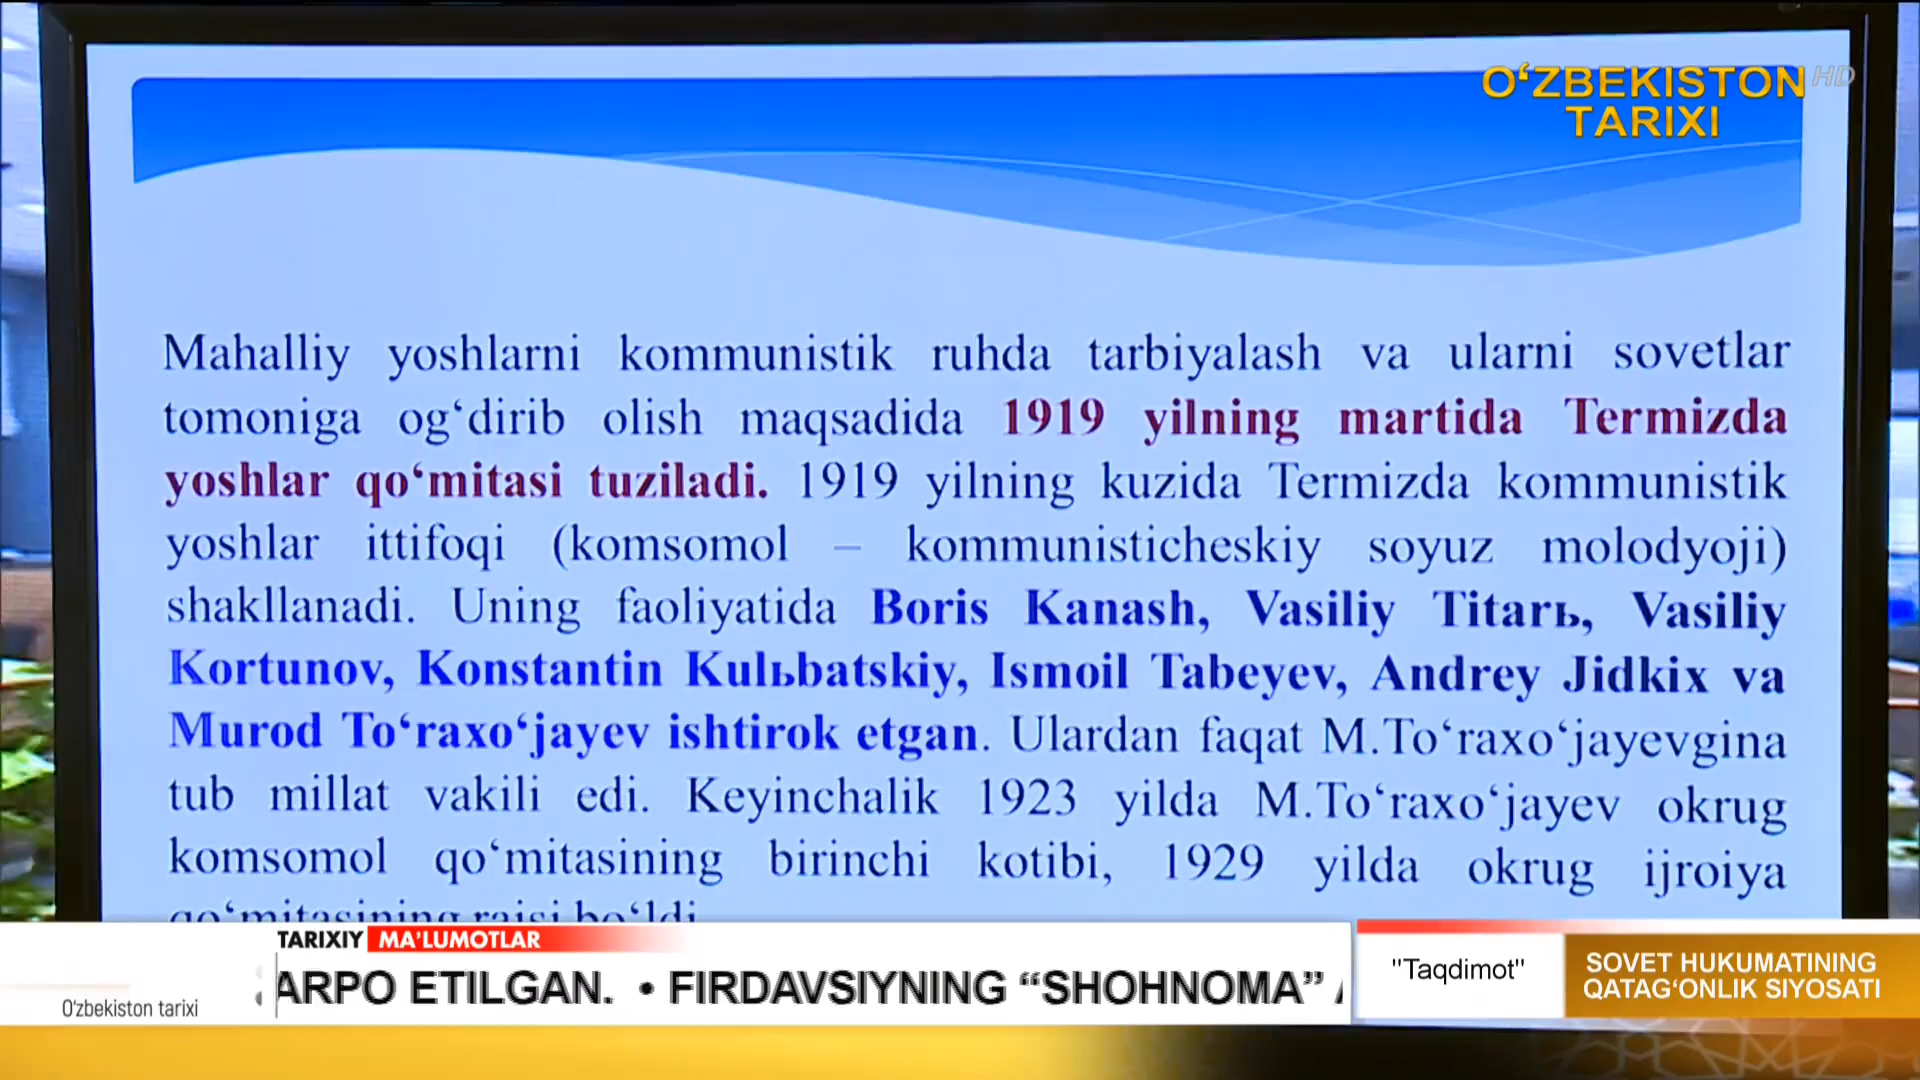 O‘ZBEKISTON HD
TARIXI
Mahalliy yoshlarni kommunistik ruhda tarbiyalash va ularni sovetlar
tomoniga og‘dirib olish maqsadida 1919 yilning martida Termizda
yoshlar qo‘mitasi tuziladi. 1919 yilning kuzida Termizda kommunistik
yoshlar ittifoqi (komsomol – kommunisticheskiy soyuz molodyoji)
shakllanadi. Uning faoliyatida Boris Kanash, Vasiliy Titarь, Vasiliy
Kortunov, Konstantin Kulьbatskiy, Ismoil Tabeyev, Andrey Jidkix va
Murod To‘raxo‘jayev ishtirok etgan. Ulardan faqat M.To‘raxo‘jayevgina
tub millat vakili edi. Keyinchalik 1923 yilda M.To‘raxo‘jayev okrug
komsomol qo‘mitasining birinchi kotibi, 1929 yilda okrug ijroiya
qo‘mitasining raisi bo‘ldi
TARIXIY MA’LUMOTLAR
ARPO ETILGAN. • FIRDAVSIYNING “SHOHNOMA”
O‘zbekiston tarixi
"Taqdimot"
SOVET HUKUMATINING
QATAG‘ONLIK SIYOSATI